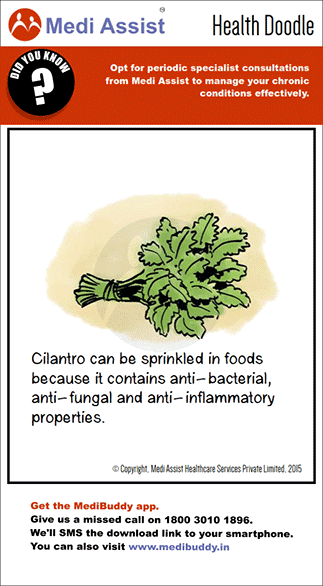 Medi Assist ®
Health Doodle
DID YOU KNOW
?
Opt for periodic specialist consultations
from Medi Assist to manage your chronic
conditions effectively.
Cilantro can be sprinkled in foods
because it contains anti-bacterial,
anti-fungal and anti-inflammatory
properties.
© Copyright, Medi Assist Healthcare Services Private Limited, 2015
Get the MediBuddy app.
Give us a missed call on 1800 3010 1896.
We'll SMS the download link to your smartphone.
You can also visit www.medibuddy.in